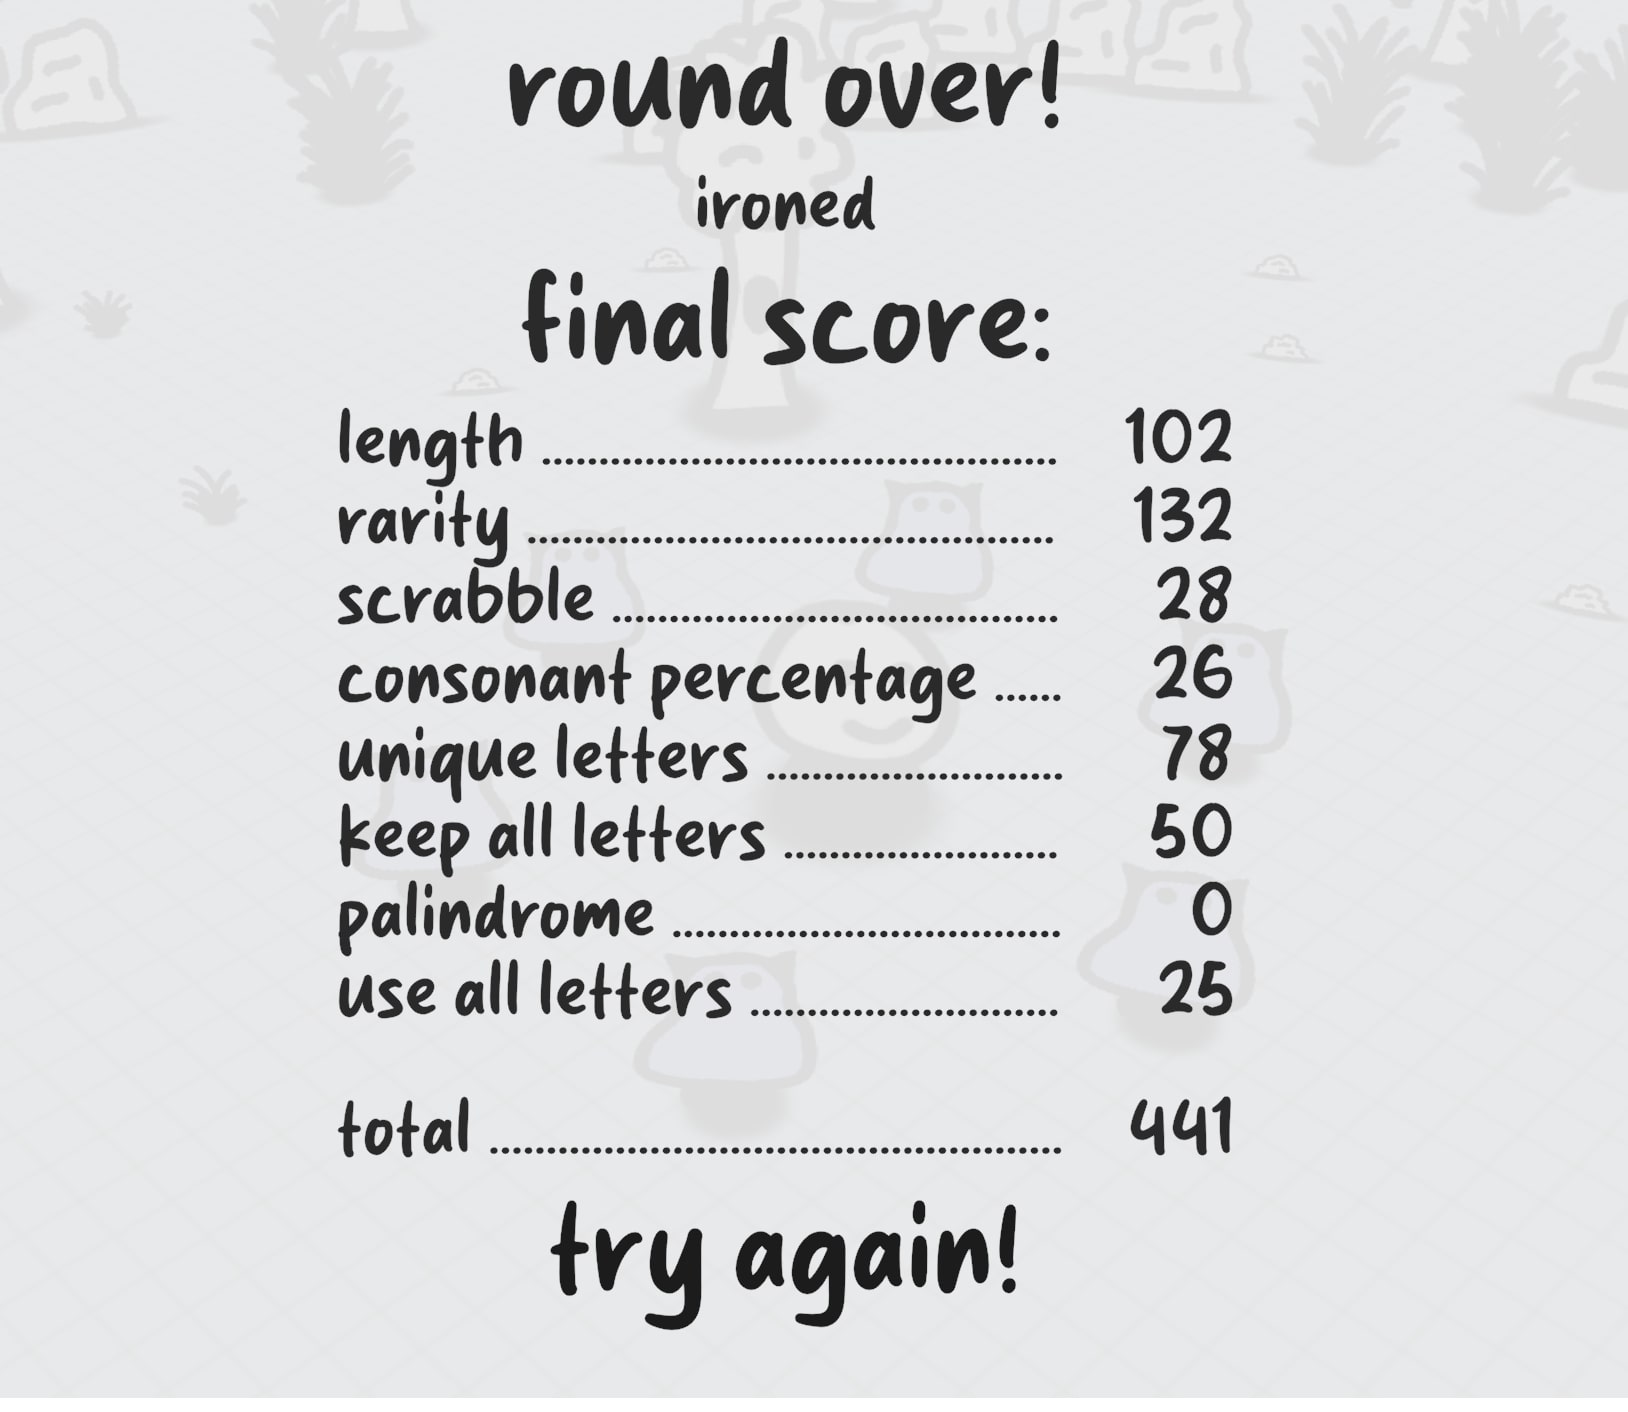 round over!
ironed
final score:
length ............................................. 102
rarity .............................................. 132
scrabble ....................................... 28
consonant percentage ...... 26
unique letters .......................... 78
keep all letters ........................ 50
palindrome .................................. 0
use all letters ........................... 25
total .................................................. 441
try again!